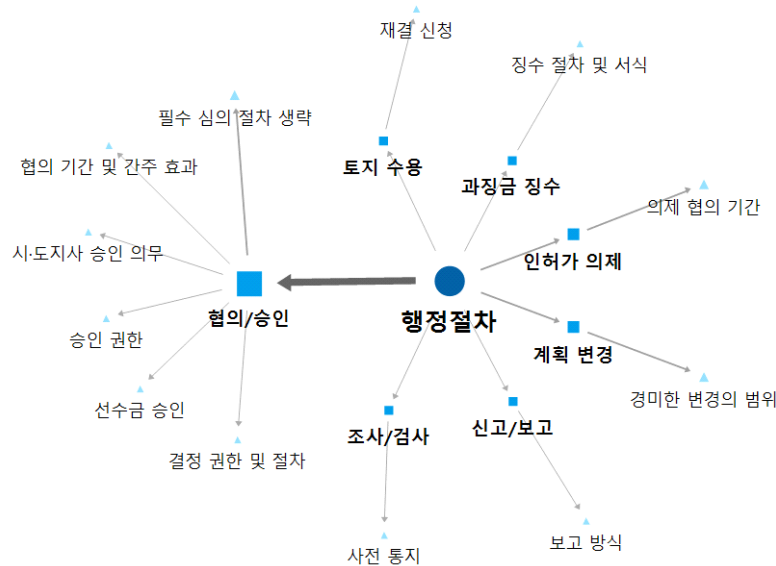 재결 신청
징수 절차 및 서식
필수 심의 절차 생략
협의 기간 및 간주 효과
토지 수용
과징금 징수
의제 협의 기간
시·도지사 승인 의무
인허가 의제
협의/승인
행정절차
승인 권한
계획 변경
선수금 승인
경미한 변경의 범위
조사/검사
신고/보고
결정 권한 및 절차
보고 방식
사전 통지